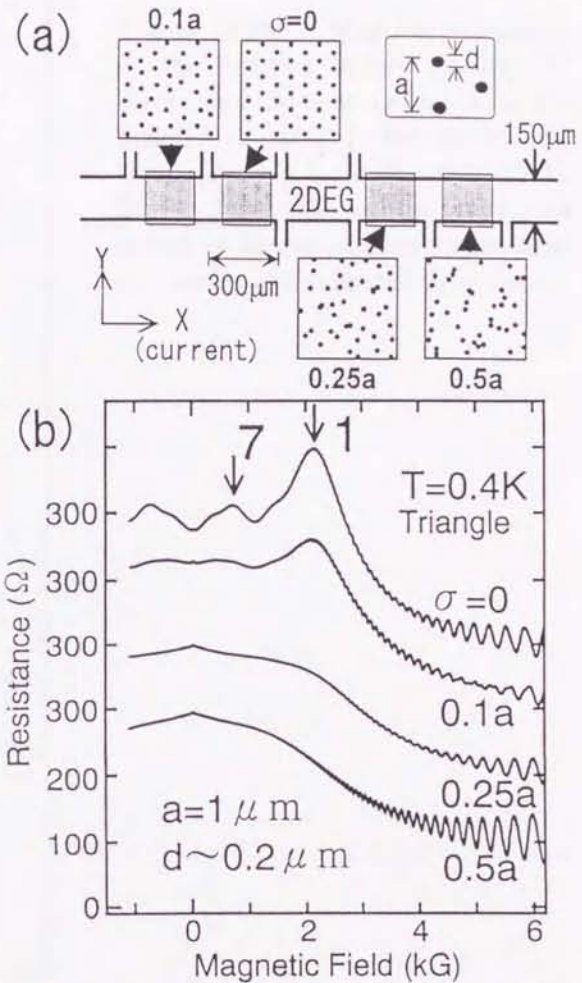 (a)
0.1a
σ=0
a
d
150μm
2DEG
Y
300μm
X
(current)
0.25a
0.5a
(b)
7
1
T=0.4K
Triangle
σ=0
0.1a
0.25a
0.5a
a=1 μm
d~0.2 μm
Resistance (Ω)
300
300
300
300
200
100
0
0
2
4
6
Magnetic Field (kG)